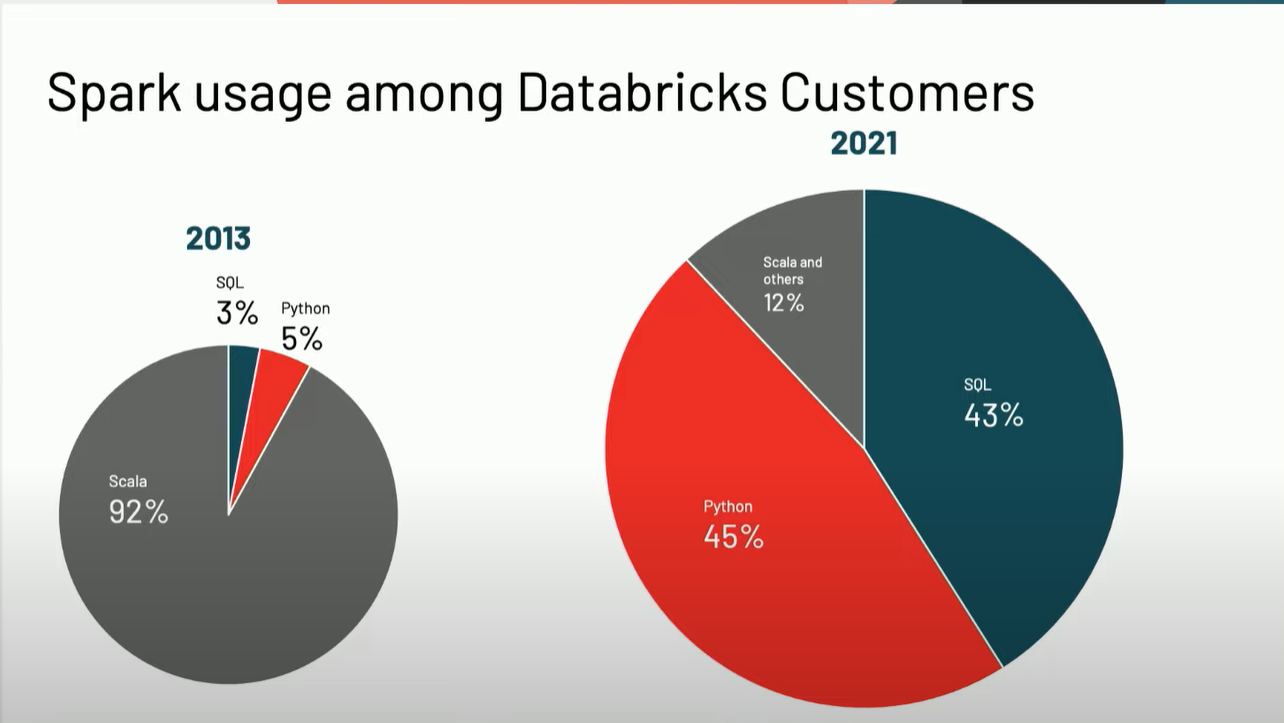 Spark usage among Databricks Customers
2013
SQL
3%
Python
5%
Scala
92%
2021
Scala and
others
12%
SQL
43%
Python
45%